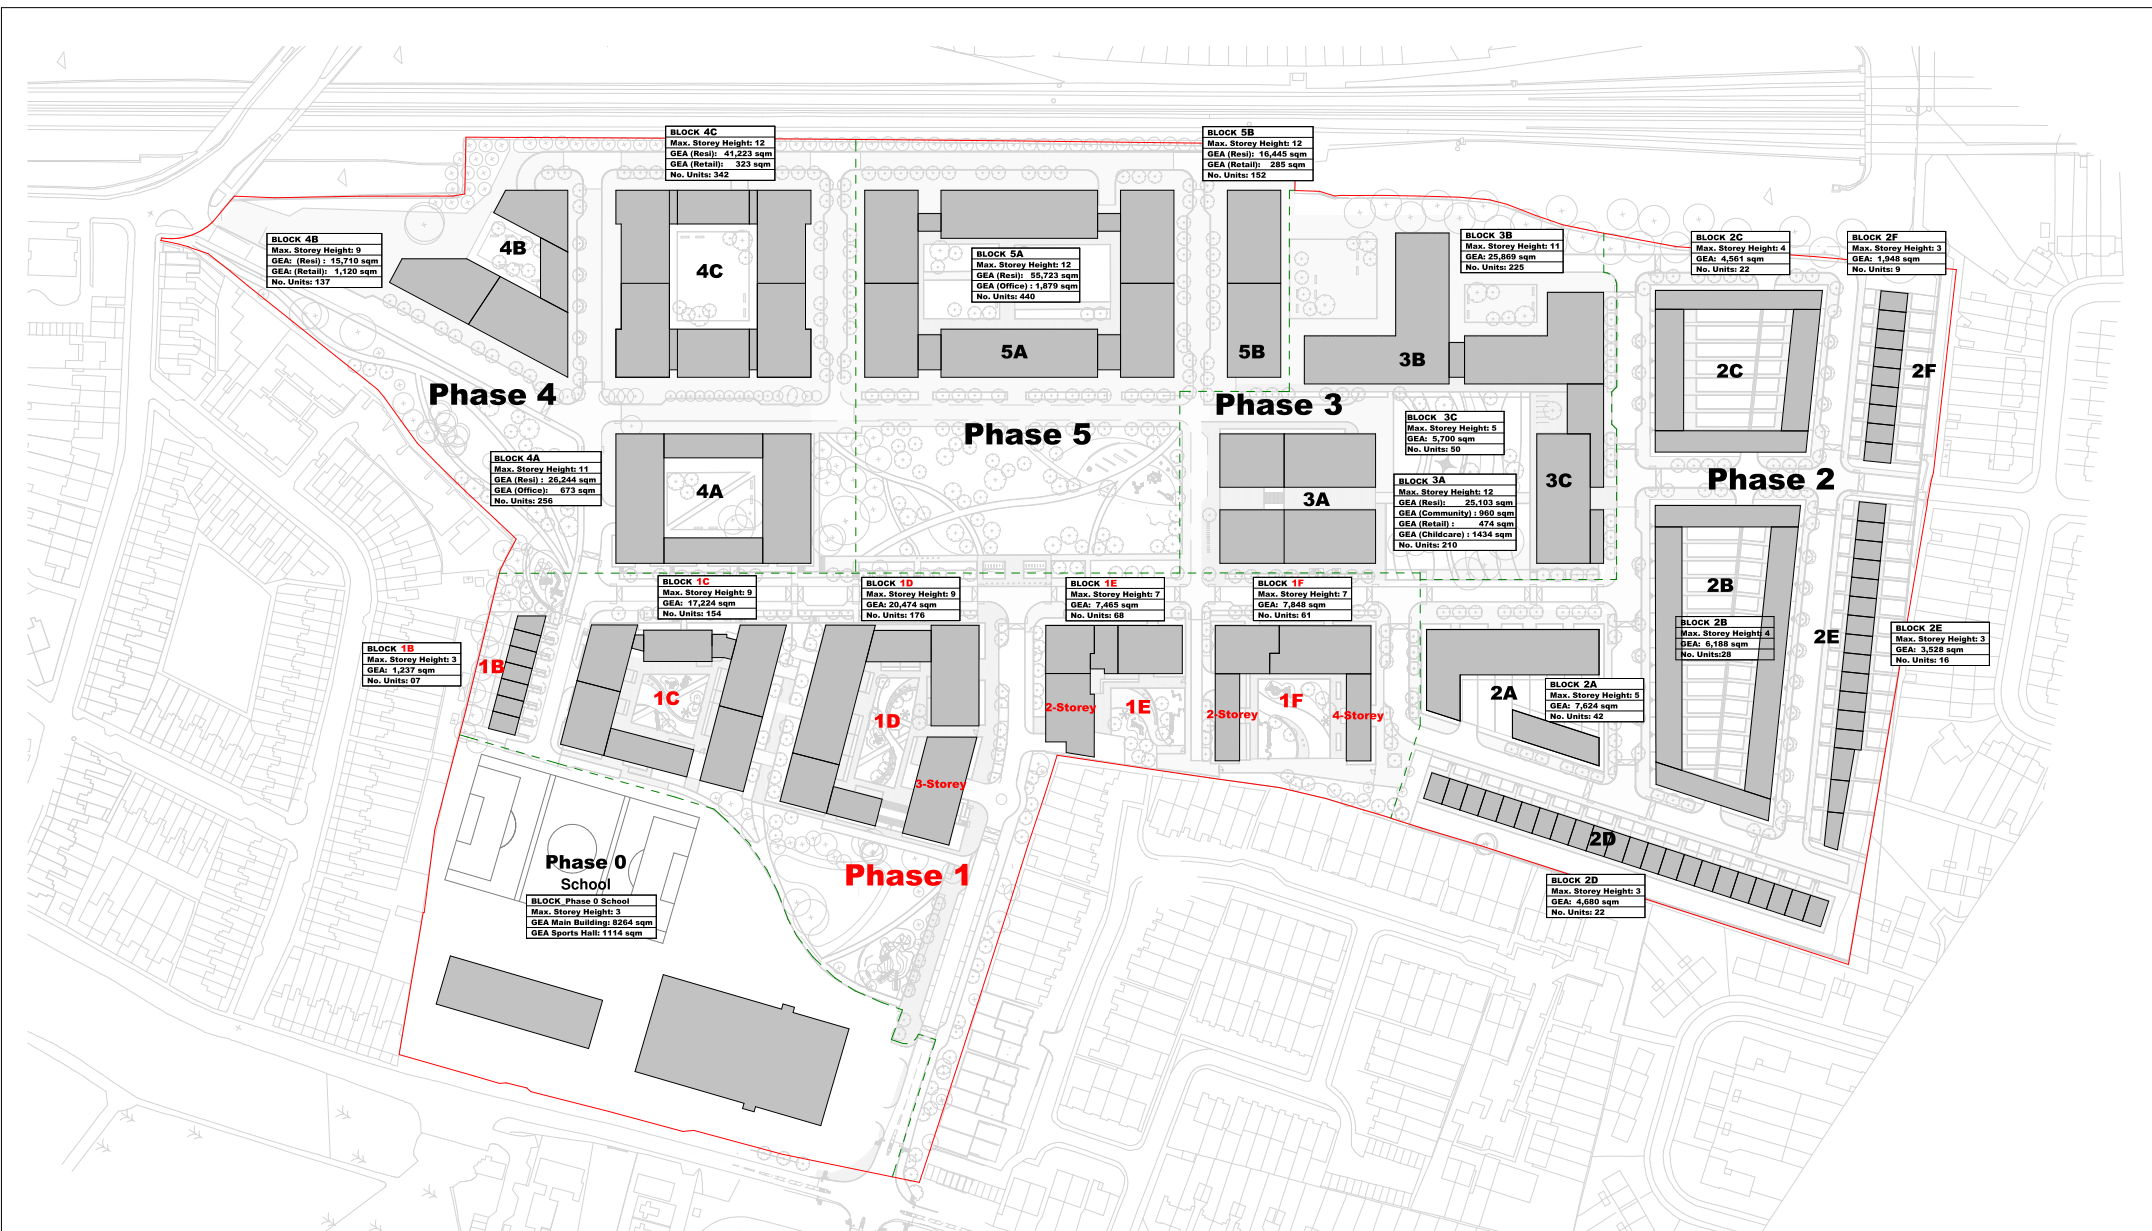 BLOCK 4C
Max. Storey Height: 12
GEA (Resi): 41,223 sqm
GEA (Retail): 323 sqm
No. Units: 342
BLOCK 5B
Max. Storey Height: 12
GEA (Resi): 16,445 sqm
GEA (Retail): 285 sqm
No. Units: 152
BLOCK 4B
Max. Storey Height: 9
GEA: (Resi) : 15,710 sqm
GEA: (Retail): 1,120 sqm
No. Units: 137
4B
4C
BLOCK 5A
Max. Storey Height: 12
GEA (Resi): 55,723 sqm
GEA (Office) : 1,879 sqm
No. Units: 440
BLOCK 3B
Max. Storey Height: 11
GEA: 25,869 sqm
No. Units: 225
BLOCK 2C
Max. Storey Height: 4
GEA: 4,561 sqm
No. Units: 22
BLOCK 2F
Max. Storey Height: 3
GEA: 1,948 sqm
No. Units: 9
5A
5B
3B
2C
2F
Phase 4
Phase 5
Phase 3
BLOCK 3C
Max. Storey Height: 5
GEA: 5,700 sqm
No. Units: 50
BLOCK 4A
Max. Storey Height: 11
GEA (Resi) : 26,244 sqm
GEA (Office): 673 sqm
No. Units: 256
4A
3A
BLOCK 3A
Max. Storey Height: 12
GEA (Resi): 25,103 sqm
GEA (Community) : 960 sqm
GEA (Retail) : 474 sqm
GEA (Childcare) : 1434 sqm
No. Units: 210
3C
Phase 2
BLOCK 1C
Max. Storey Height: 9
GEA: 17,224 sqm
No. Units: 154
BLOCK 1D
Max. Storey Height: 9
GEA: 20,474 sqm
No. Units: 176
BLOCK 1E
Max. Storey Height: 7
GEA: 7,465 sqm
No. Units: 68
BLOCK 1F
Max. Storey Height: 7
GEA: 7,848 sqm
No. Units: 61
2B
BLOCK 2B
Max. Storey Height: 4
GEA: 6,188 sqm
No. Units:28
2E
BLOCK 2E
Max. Storey Height: 3
GEA: 3,528 sqm
No. Units: 16
BLOCK 1B
Max. Storey Height: 3
GEA: 1,237 sqm
No. Units: 07
1B
1C
1D
2-Storey
1E
2-Storey
1F
4-Storey
2A
BLOCK 2A
Max. Storey Height: 5
GEA: 7,624 sqm
No. Units: 42
3-Storey
2D
Phase 0
School
BLOCK_Phase 0 School
Max. Storey Height: 3
GEA Main Building: 8264 sqm
GEA Sports Hall: 1114 sqm
Phase 1
BLOCK 2D
Max. Storey Height: 3
GEA: 4,680 sqm
No. Units: 22